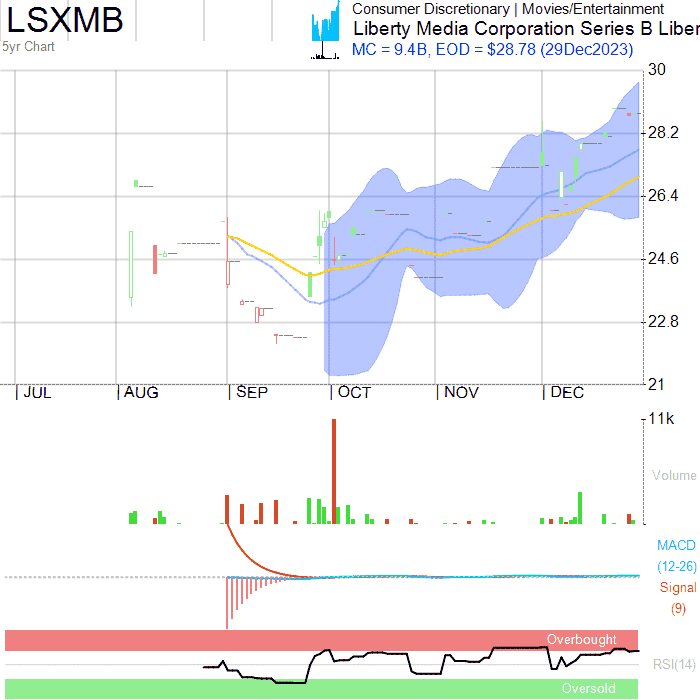 LSXMB
5yr Chart
Consumer Discretionary | Movies/Entertainment
Liberty Media Corporation Series B Liber
MC = 9.4B, EOD = $28.78 (29Dec2023)
30
28.2
26.4
24.6
22.8
21
JUL
AUG
SEP
OCT
NOV
DEC
11k
Volume
MACD
(12-26)
Signal
(9)
Overbought
RSI(14)
Oversold